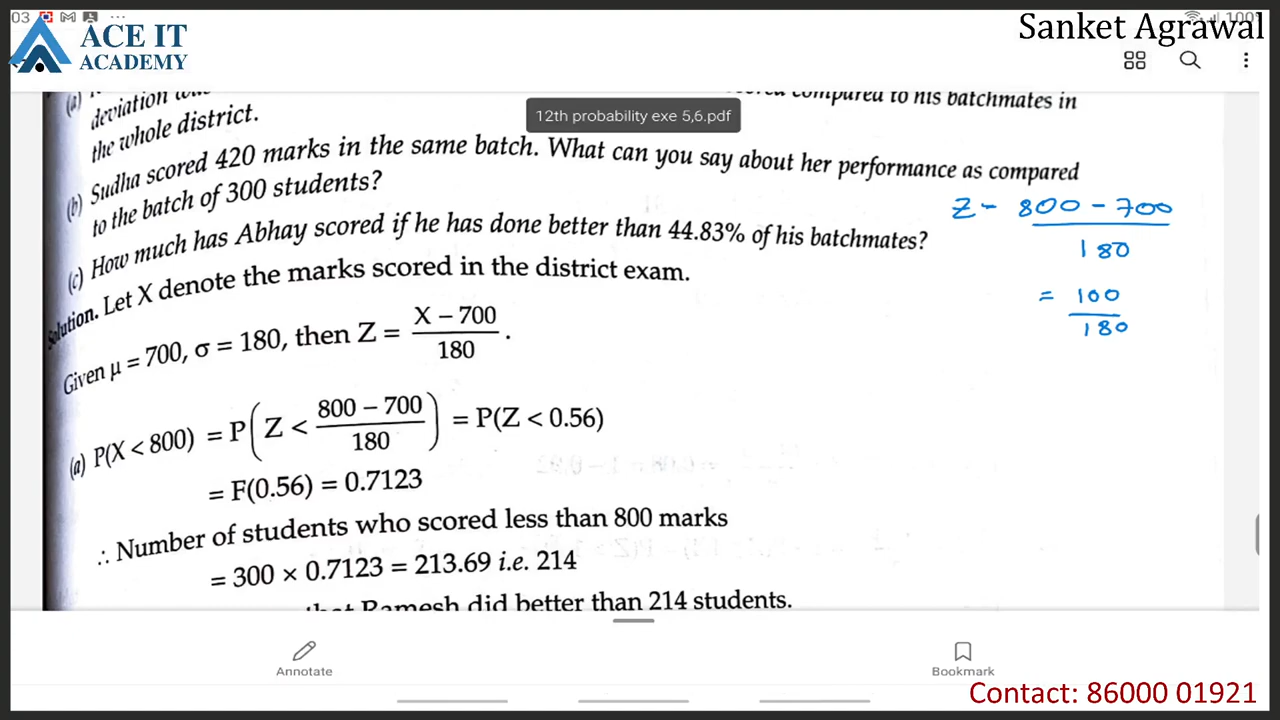 03
100%
Sanket Agrawal
ACE IT
ACADEMY
(a)
deviation compared to his batchmates in
the whole district.
12th probability exe 5,6.pdf
(b) Sudha scored 420 marks in the same batch. What can you say about her performance as compared
to the batch of 300 students?
(c) How much has Abhay scored if he has done better than 44.83% of his batchmates?
Solution. Let X denote the marks scored in the district exam.
Given μ = 700, σ = 180, then Z = X – 700 / 180 .
(a) P(X < 800) = P( Z < 800 – 700 / 180 ) = P(Z < 0.56)
= F(0.56) = 0.7123
∴ Number of students who scored less than 800 marks
= 300 × 0.7123 = 213.69 i.e. 214
that Ramesh did better than 214 students.
Z - 800 - 700
180
= 100
180
Annotate
Bookmark
Contact: 86000 01921